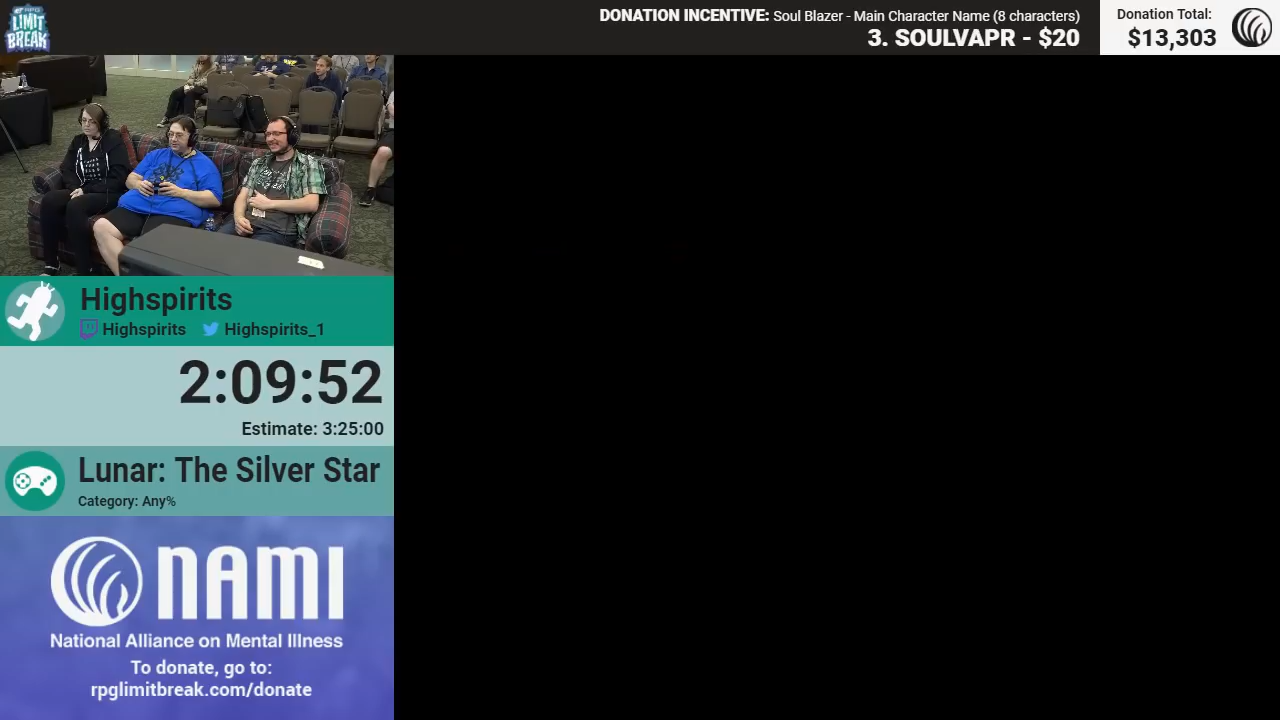 RPG
LIMIT
BREAK
DONATION INCENTIVE: Soul Blazer - Main Character Name (8 characters)
3. SOULVAPR - $20
Donation Total:
$13,303
Highspirits
Highspirits Highspirits_1
2:09:52
Estimate: 3:25:00
Lunar: The Silver Star
Category: Any%
NAMI
National Alliance on Mental Illness
To donate, go to:
rpglimitbreak.com/donate